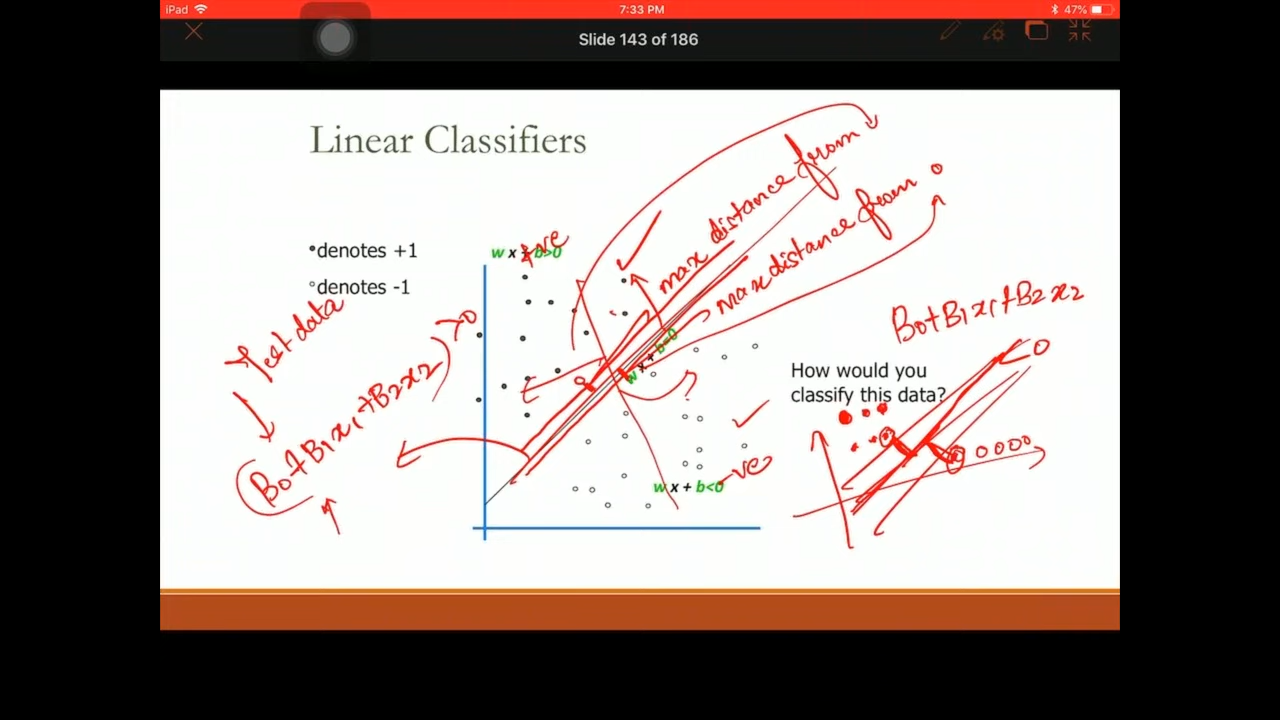 iPad
7:33 PM
47%
Slide 143 of 186
Linear Classifiers
denotes +1
denotes -1
w x + b>0
+ve
max distance from
max distance from o
w x + b=0
Test data
(B0+B1x1+B2x2)>0
B0+B1x1+B2x2
How would you
classify this data?
w x + b<0
-ve